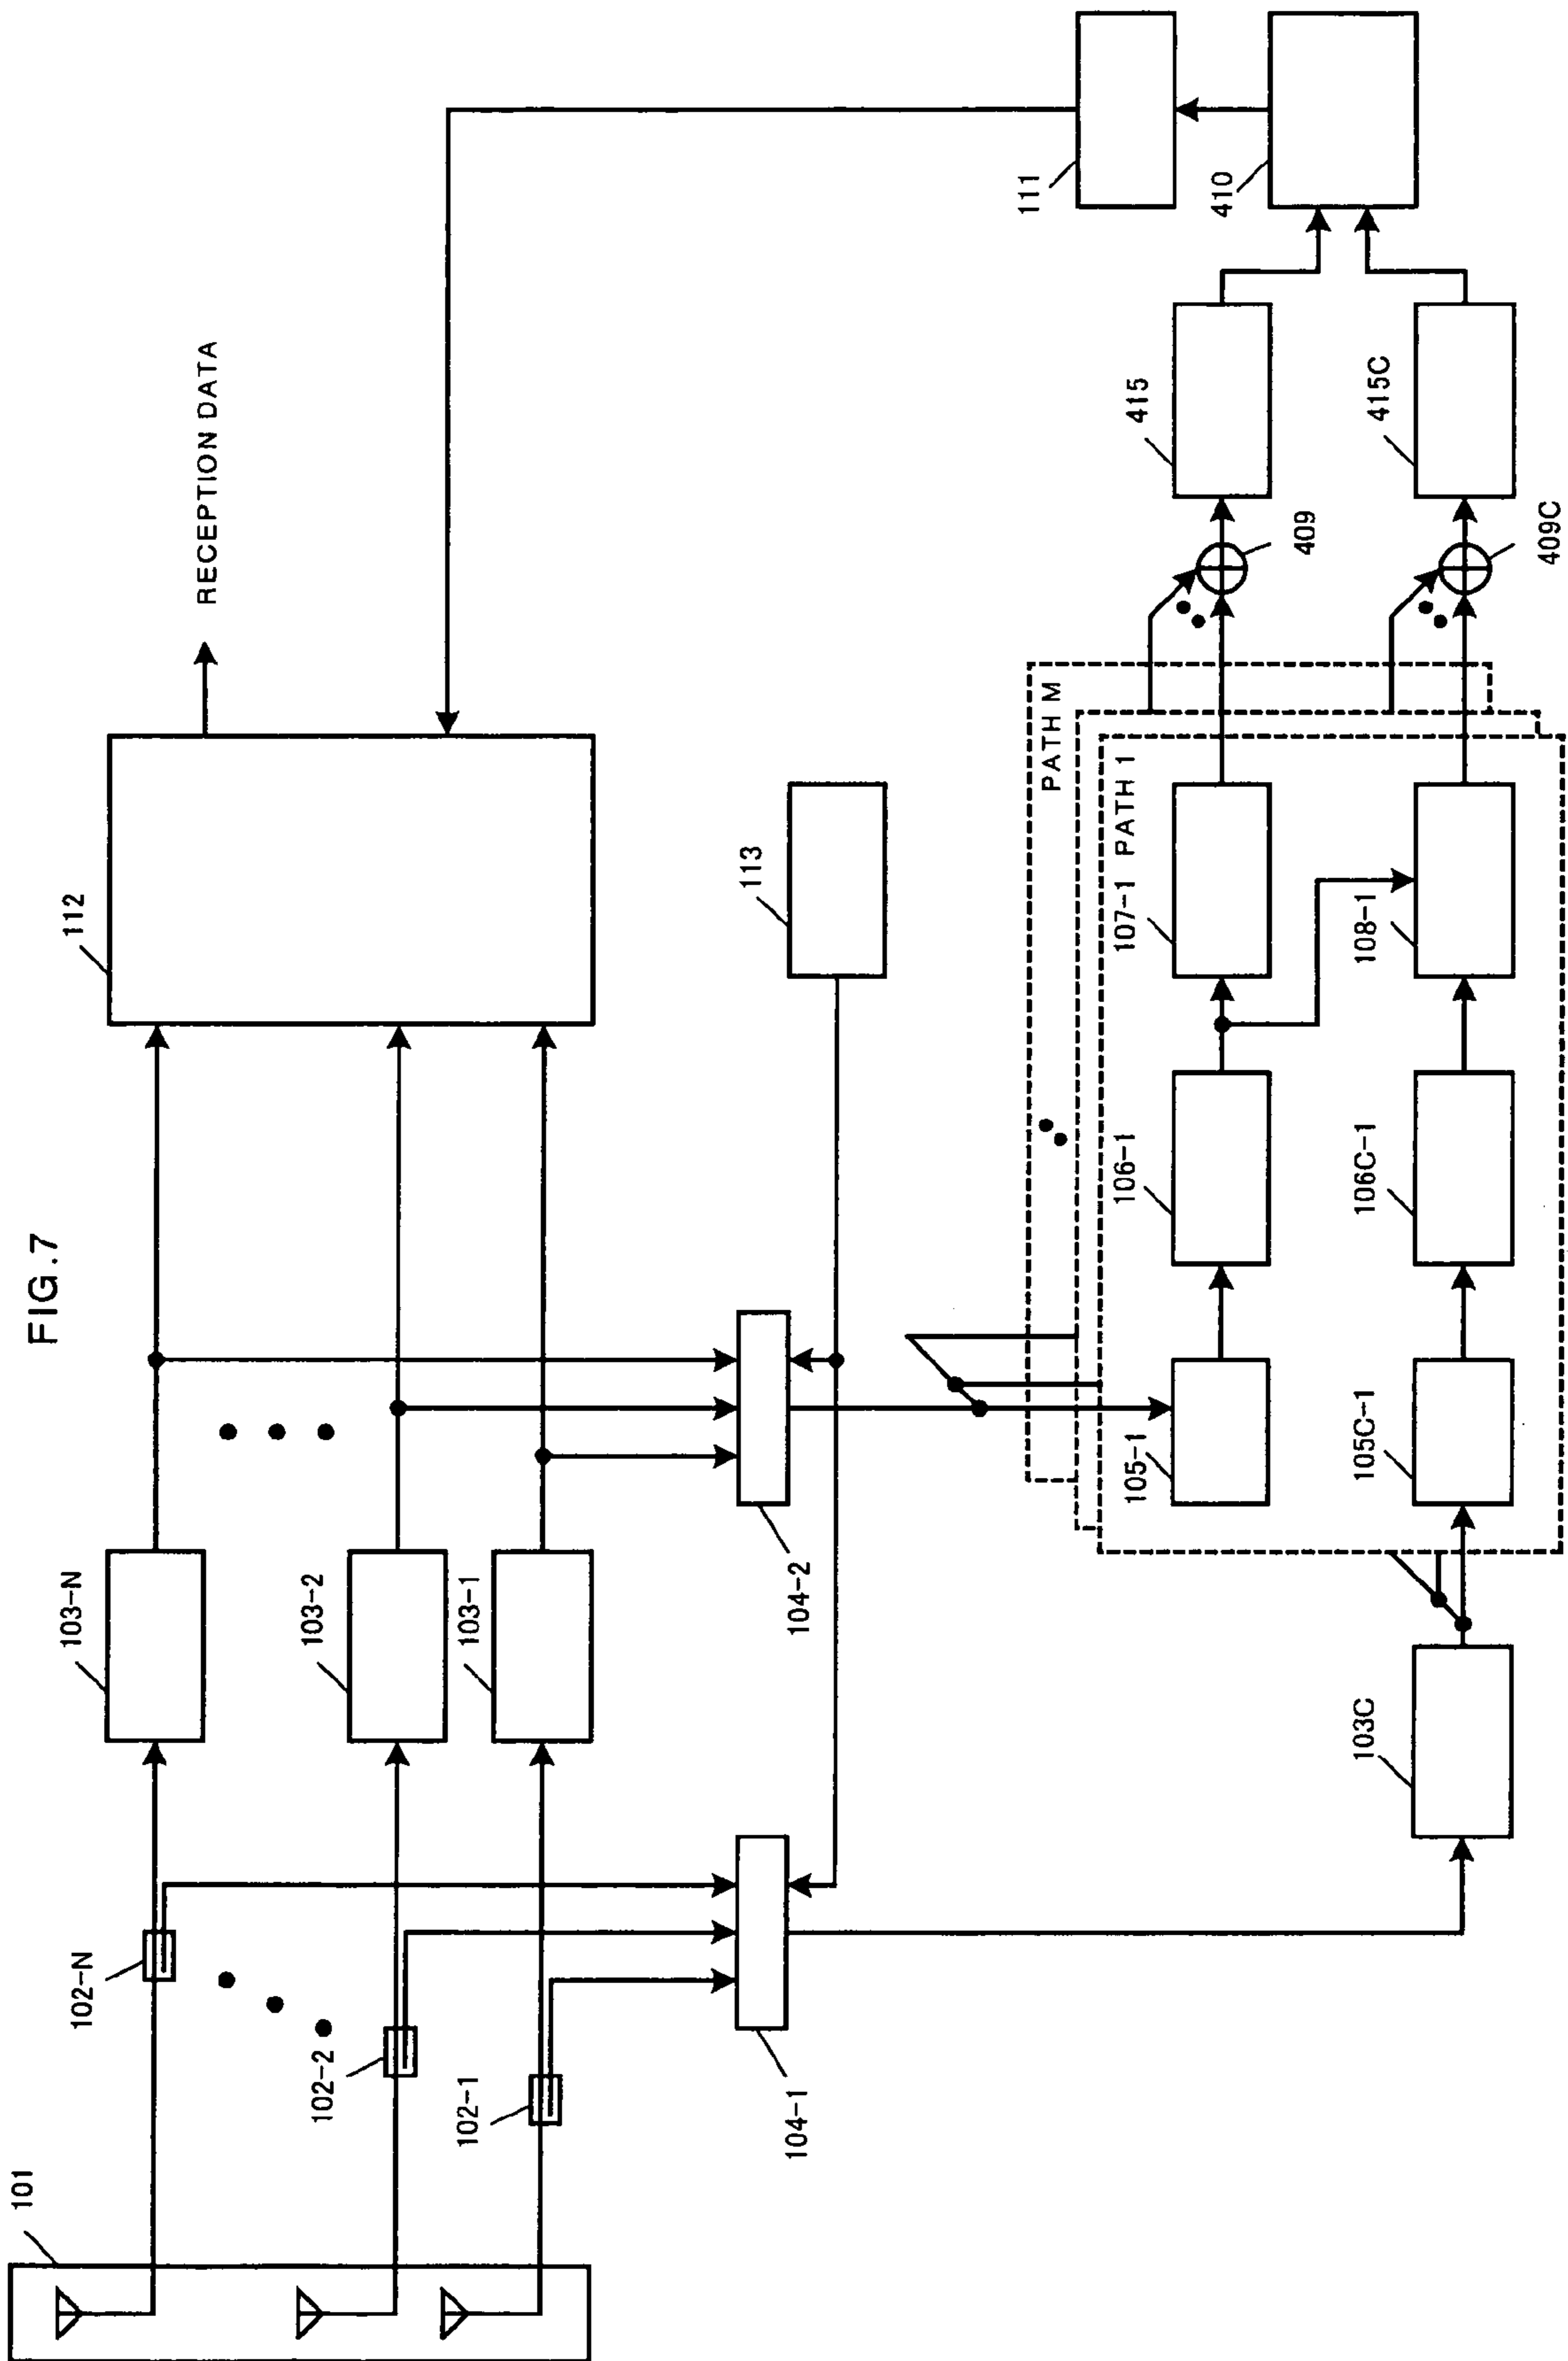 FIG.7
101
102-N
102-2
102-1
103-N
103-2
103-1
104-1
104-2
112
RECEPTION DATA
113
111
410
103C
PATH M
PATH 1
105-1
106-1
107-1
105C-1
106C-1
108-1
409
415
409C
415C